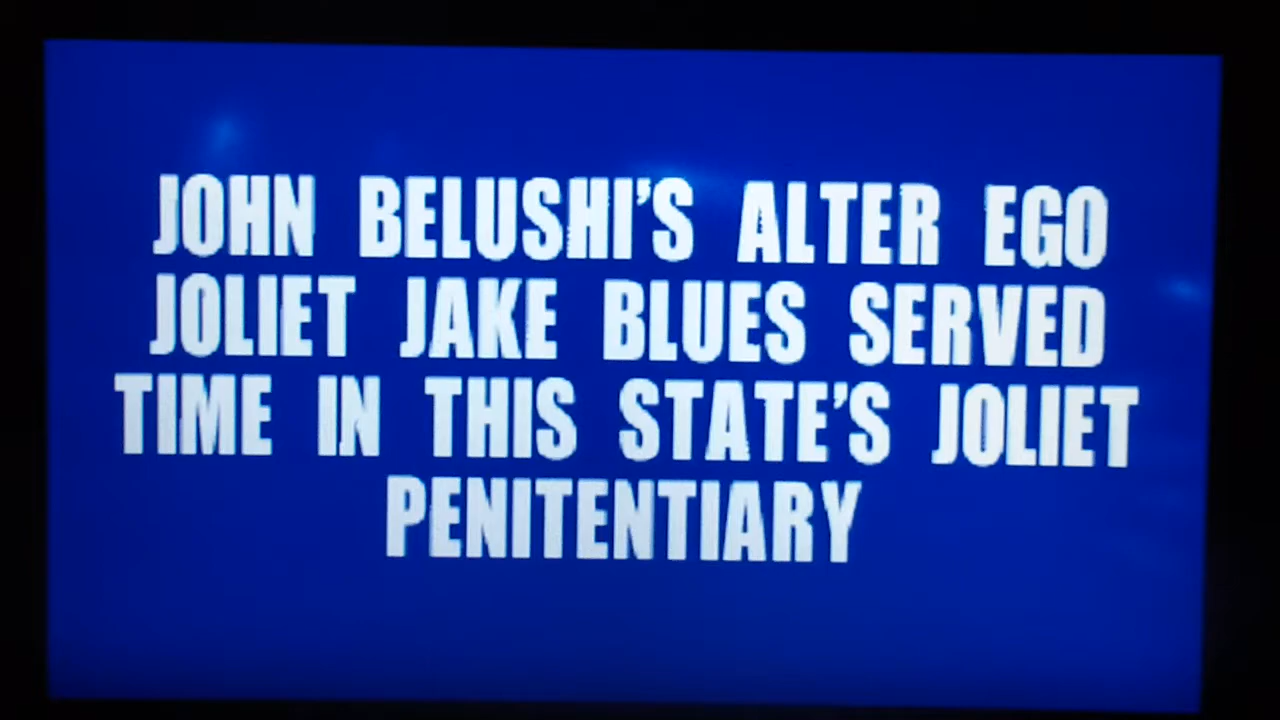 JOHN BELUSHI'S ALTER EGO
JOLIET JAKE BLUES SERVED
TIME IN THIS STATE'S JOLIET
PENITENTIARY